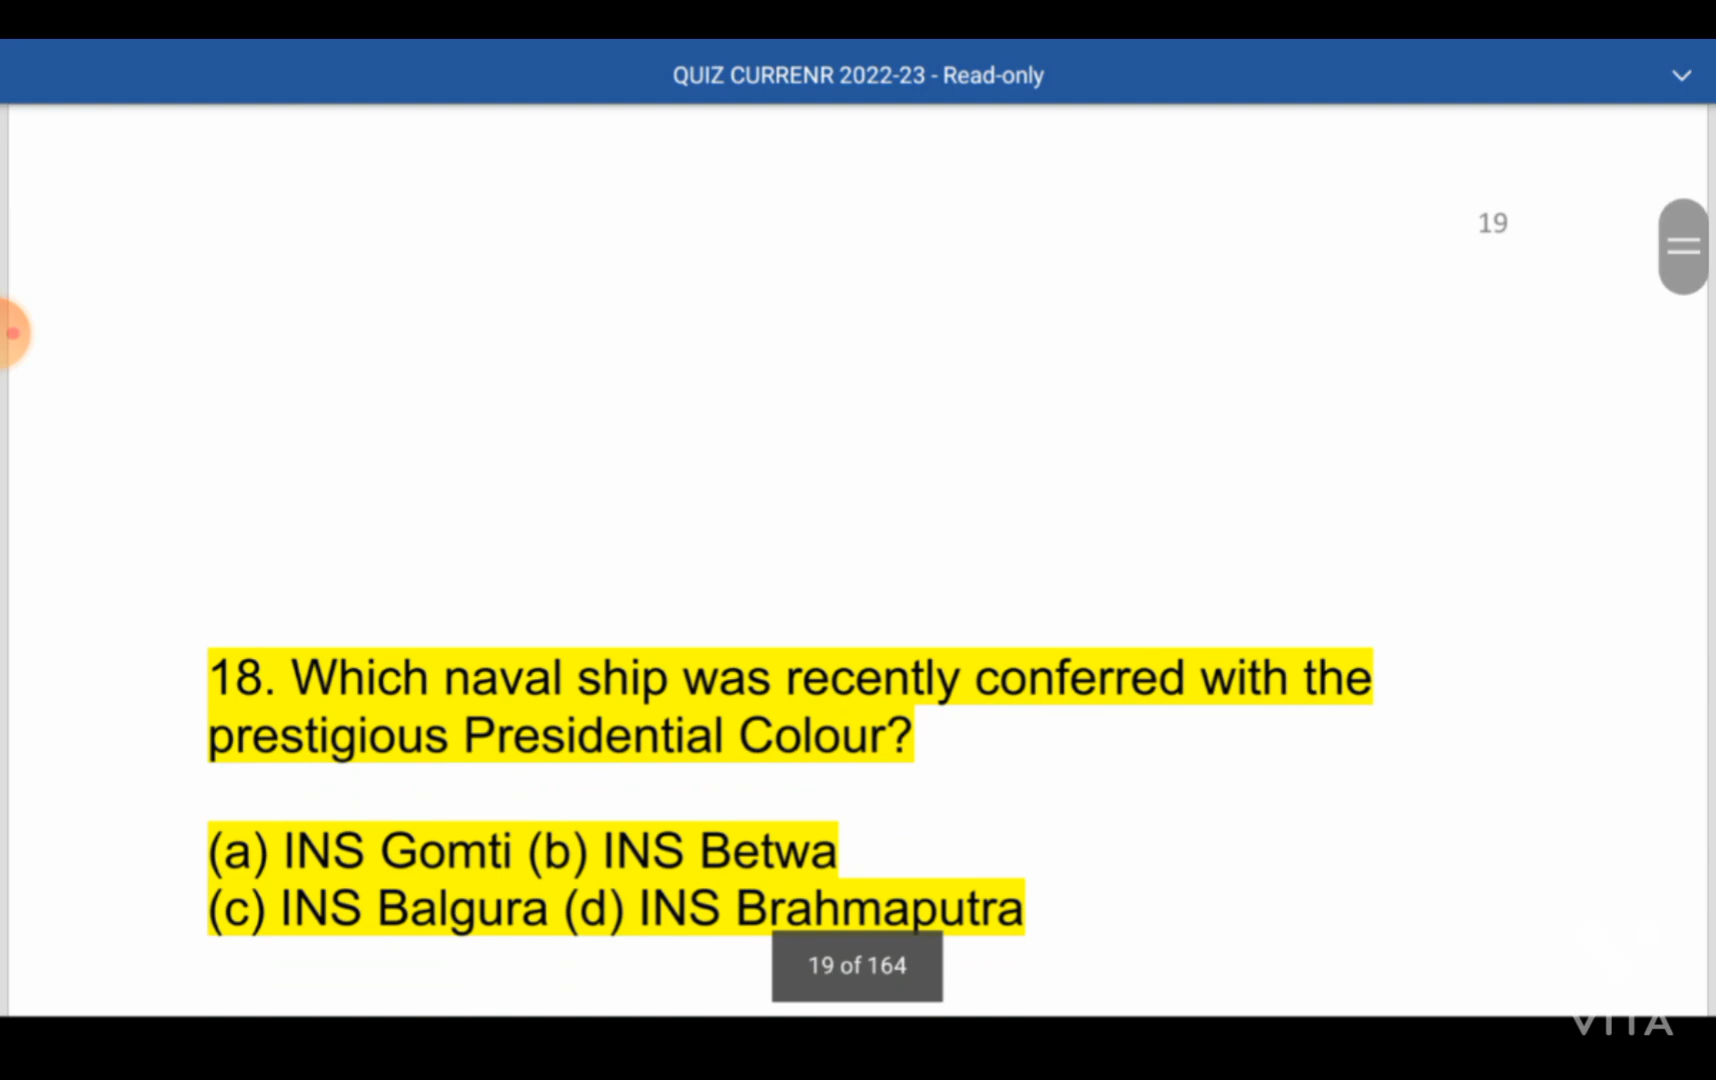 QUIZ CURRENR 2022-23 - Read-only
19
18. Which naval ship was recently conferred with the
prestigious Presidential Colour?
(a) INS Gomti (b) INS Betwa
(c) INS Balgura (d) INS Brahmaputra
19 of 164
VITA